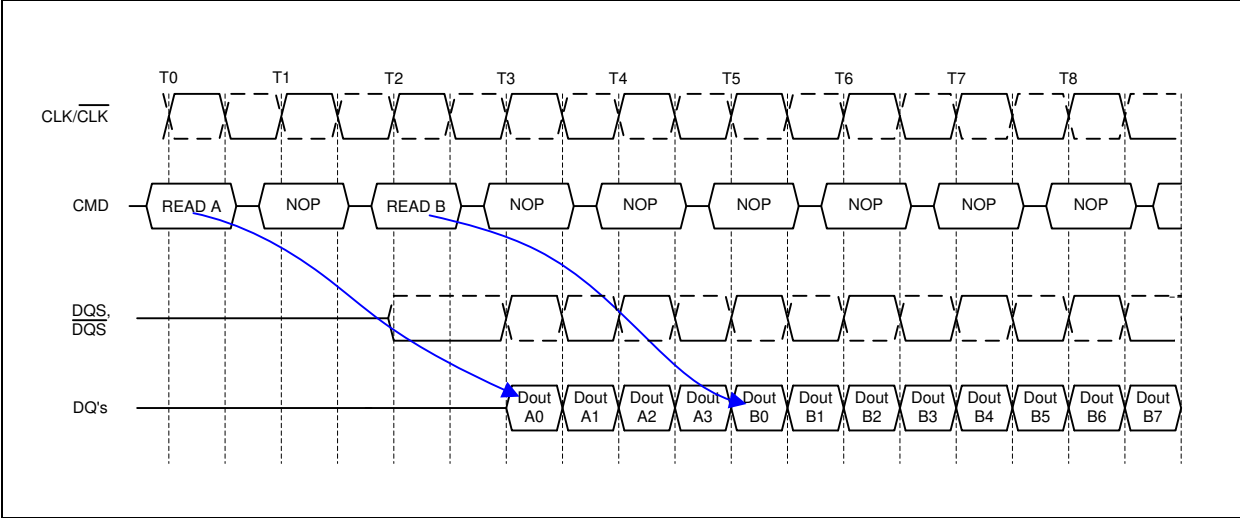 T0 T1 T2 T3 T4 T5 T6 T7 T8
CLK/CLK
CMD READ A NOP READ B NOP NOP NOP NOP NOP NOP
DQS,
DQS
DQ's
Dout Dout Dout Dout Dout Dout Dout Dout Dout Dout Dout Dout
A0 A1 A2 A3 B0 B1 B2 B3 B4 B5 B6 B7